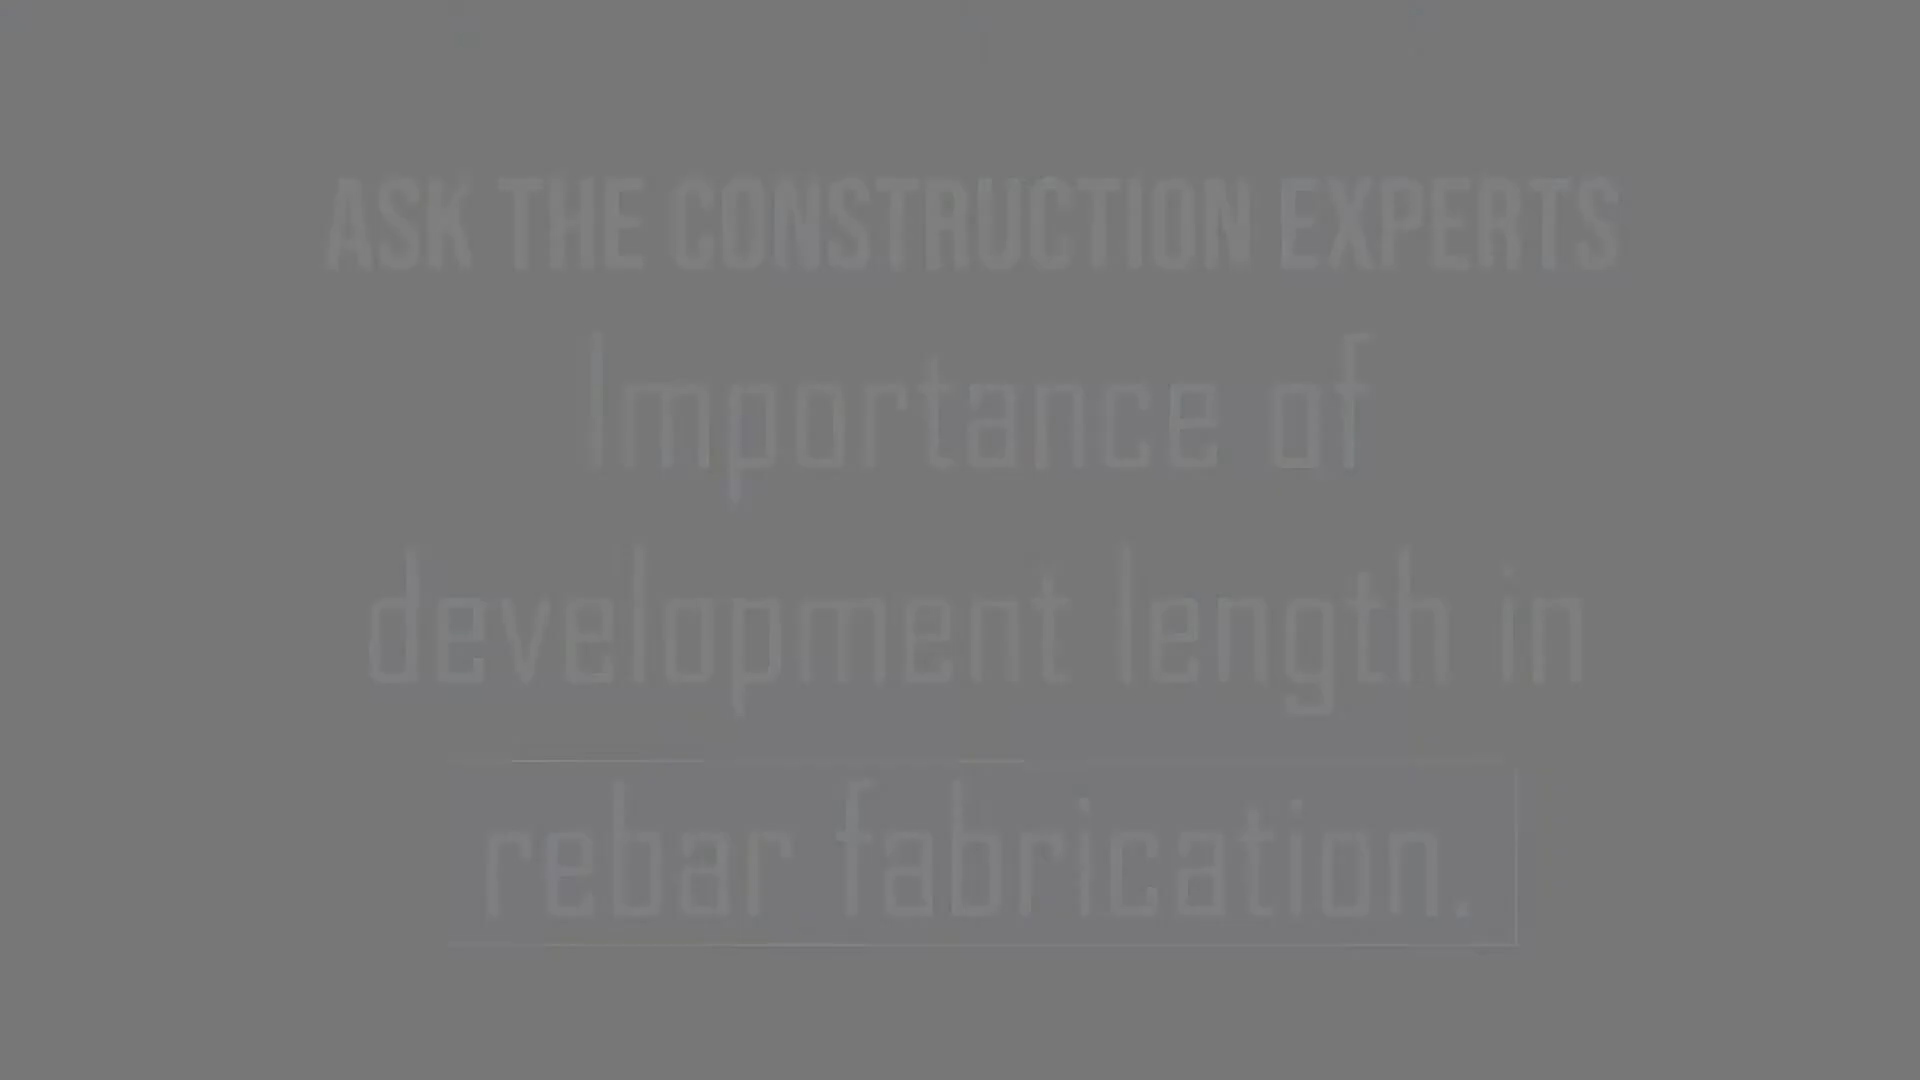 ASK THE CONSTRUCTION EXPERTS
Importance of
development length in
rebar fabrication.